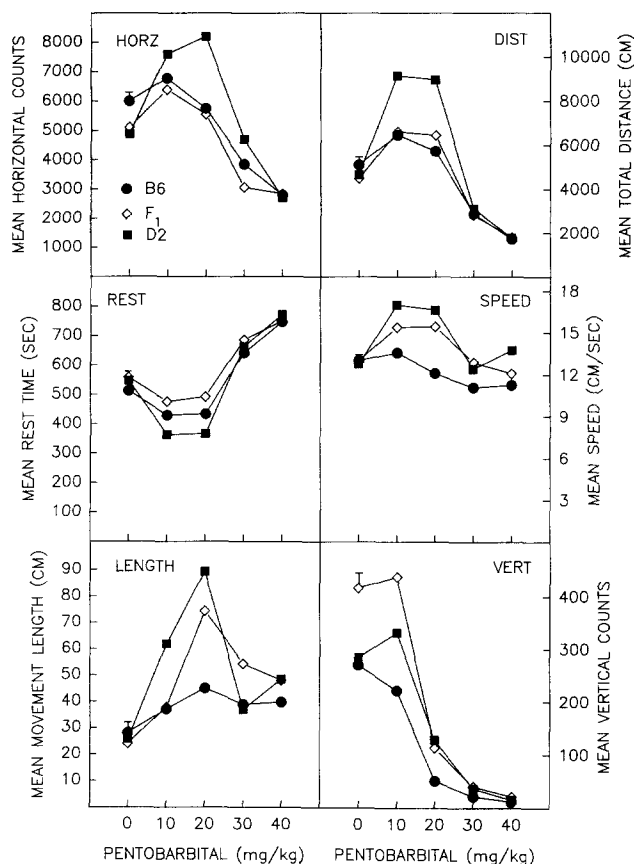 HORZ
8000
7000
6000
5000
4000
3000
2000
1000
MEAN HORIZONTAL COUNTS
B6
F1
D2
DIST
10000
8000
6000
4000
2000
MEAN TOTAL DISTANCE (CM)
REST
800
700
600
500
400
300
200
100
MEAN REST TIME (SEC)
SPEED
18
15
12
9
6
3
MEAN SPEED (CM/SEC)
LENGTH
90
80
70
60
50
40
30
20
10
MEAN MOVEMENT LENGTH (CM)
0 10 20 30 40
PENTOBARBITAL (mg/kg)
VERT
400
300
200
100
MEAN VERTICAL COUNTS
0 10 20 30 40
PENTOBARBITAL (mg/kg)